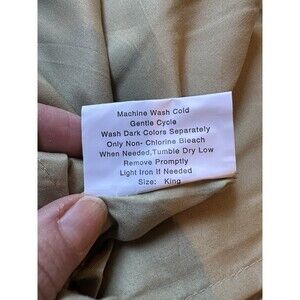 Machine Wash Cold
Gentle Cycle
Wash Dark Colors Separately
Only Non- Chlorine Bleach
When Needed,Tumble Dry Low
Remove Promptly
Light Iron If Needed
Size: King